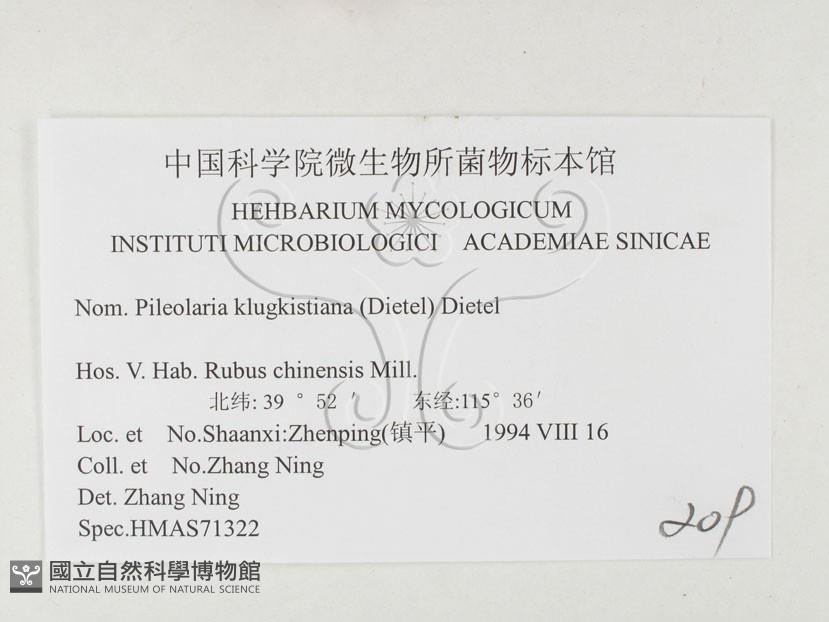 中国科学院微生物所菌物标本馆
HEHBARIUM MYCOLOGICUM
INSTITUTI MICROBIOLOGICI ACADEMIAE SINICAE
Nom. Pileolaria klugkistiana (Dietel) Dietel
Hos. V. Hab. Rubus chinensis Mill.
北纬: 39 ° 52 ′ 东经:115° 36′
Loc. et No.Shaanxi:Zhenping(镇平) 1994 VIII 16
Coll. et No.Zhang Ning
Det. Zhang Ning
Spec.HMAS71322
209
國立自然科學博物館
NATIONAL MUSEUM OF NATURAL SCIENCE